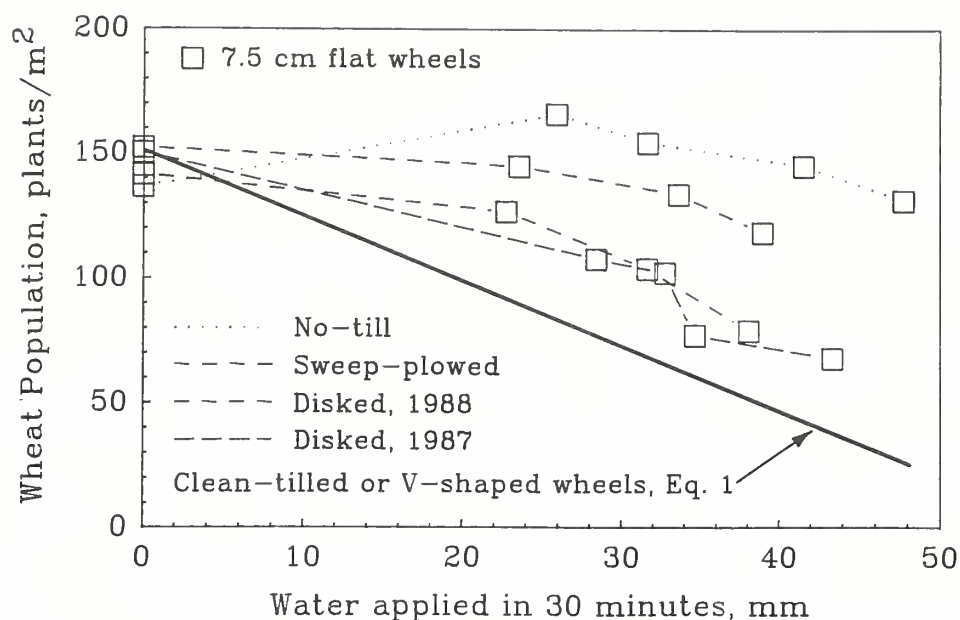 Wheat Population, plants/m²
200
150
100
50
0
□ 7.5 cm flat wheels
No-till
Sweep-plowed
Disked, 1988
Disked, 1987
Clean-tilled or V-shaped wheels, Eq. 1
0 10 20 30 40 50
Water applied in 30 minutes, mm